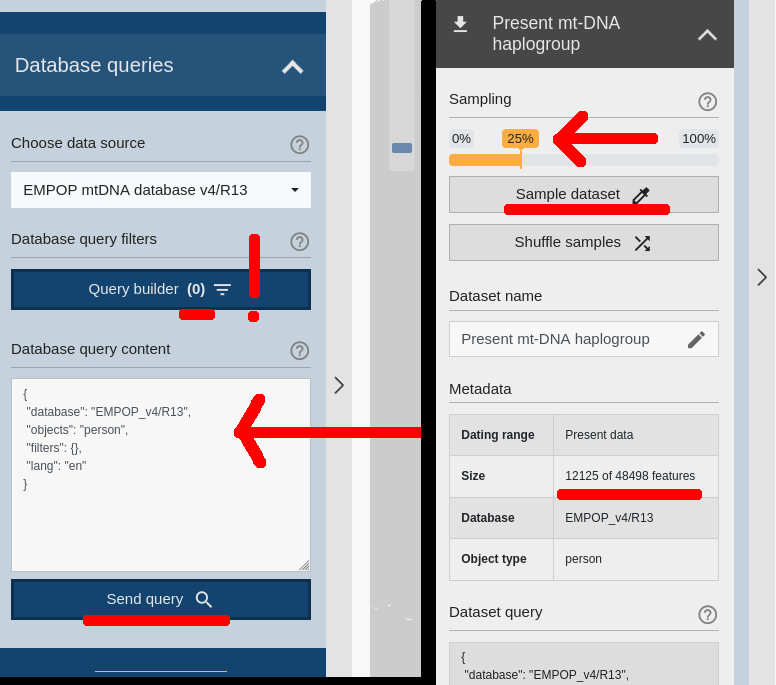 Database queries
Choose data source
EMPOP mtDNA database v4/R13
Database query filters
Query builder (0)
Database query content
{
"database": "EMPOP_v4/R13",
"objects": "person",
"filters": {},
"lang": "en"
}
Send query
Present mt-DNA
haplogroup
Sampling
0% 25% 100%
Sample dataset
Shuffle samples
Dataset name
Present mt-DNA haplogroup
Metadata
Dating range Present data
Size 12125 of 48498 features
Database EMPOP_v4/R13
Object type person
Dataset query
{
"database": "EMPOP_v4/R13",